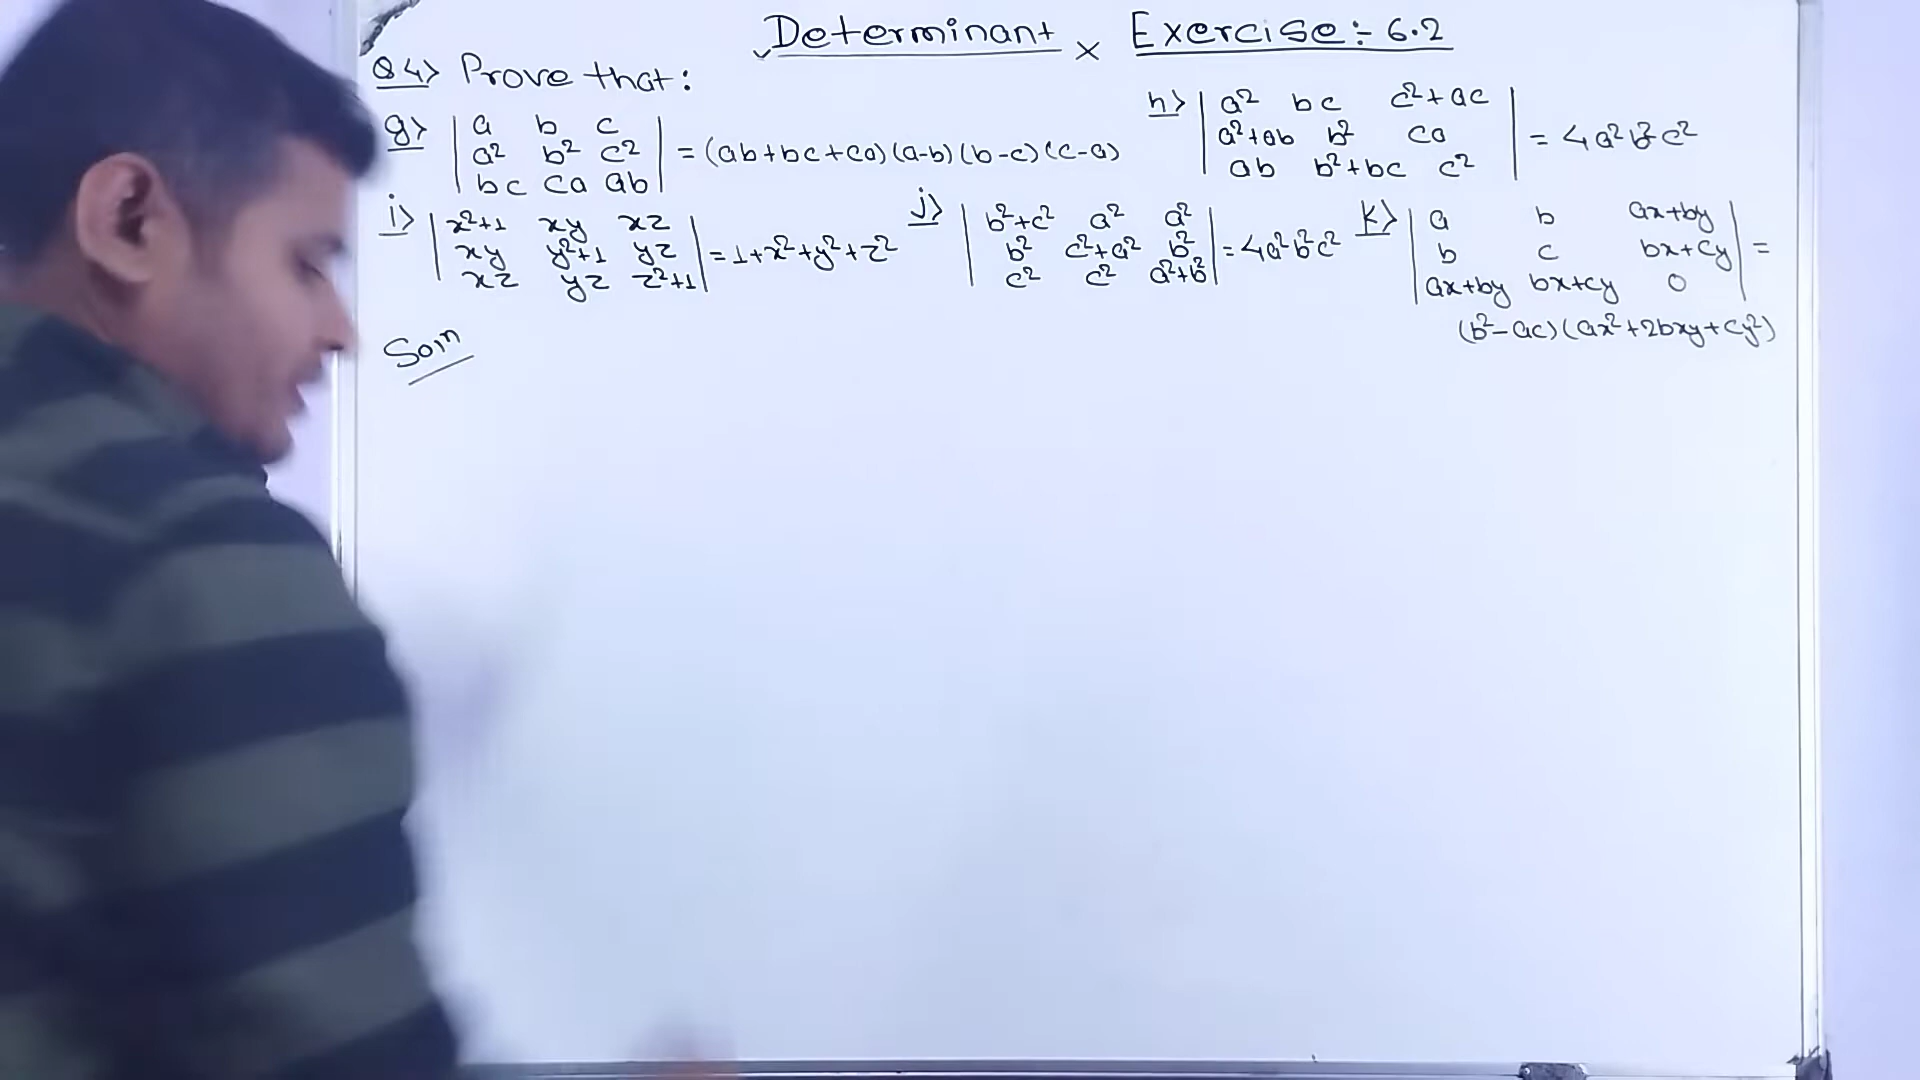 Determinant × Exercise:- 6.2
Q4> Prove that:
g> | a b c |
| a² b² c² | = (ab+bc+ca)(a-b)(b-c)(c-a)
| bc ca ab |
h> | a² bc c²+ac |
| a²+ab b² ca | = 4a²b²c²
| ab b²+bc c² |
i> | x²+1 xy xz |
| xy y²+1 yz | = 1+x²+y²+z²
| xz yz z²+1 |
j> | b²+c² a² a² |
| b² c²+a² b² | = 4a²b²c²
| c² c² a²+b² |
k> | a b ax+by |
| b c bx+cy | =
| ax+by bx+cy 0 |
(b²-ac)(ax²+2bxy+cy²)
Solⁿ